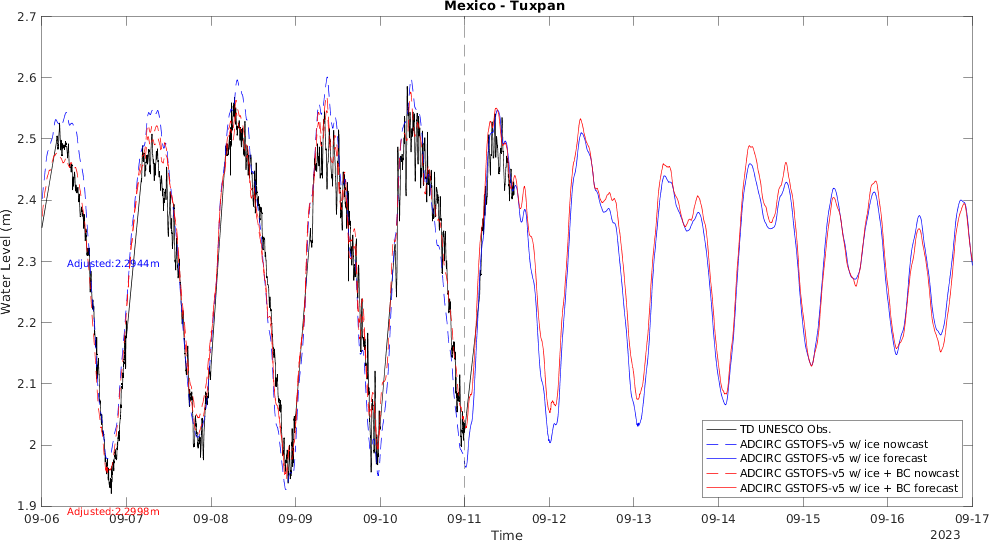 Mexico - Tuxpan
2.7
2.6
2.5
2.4
2.3
2.2
2.1
2
1.9
Water Level (m)
Adjusted:2.2944m
Adjusted:2.2998m
TD UNESCO Obs.
ADCIRC GSTOFS-v5 w/ ice nowcast
ADCIRC GSTOFS-v5 w/ ice forecast
ADCIRC GSTOFS-v5 w/ ice + BC nowcast
ADCIRC GSTOFS-v5 w/ ice + BC forecast
09-06 09-07 09-08 09-09 09-10 09-11 09-12 09-13 09-14 09-15 09-16 09-17
Time
2023